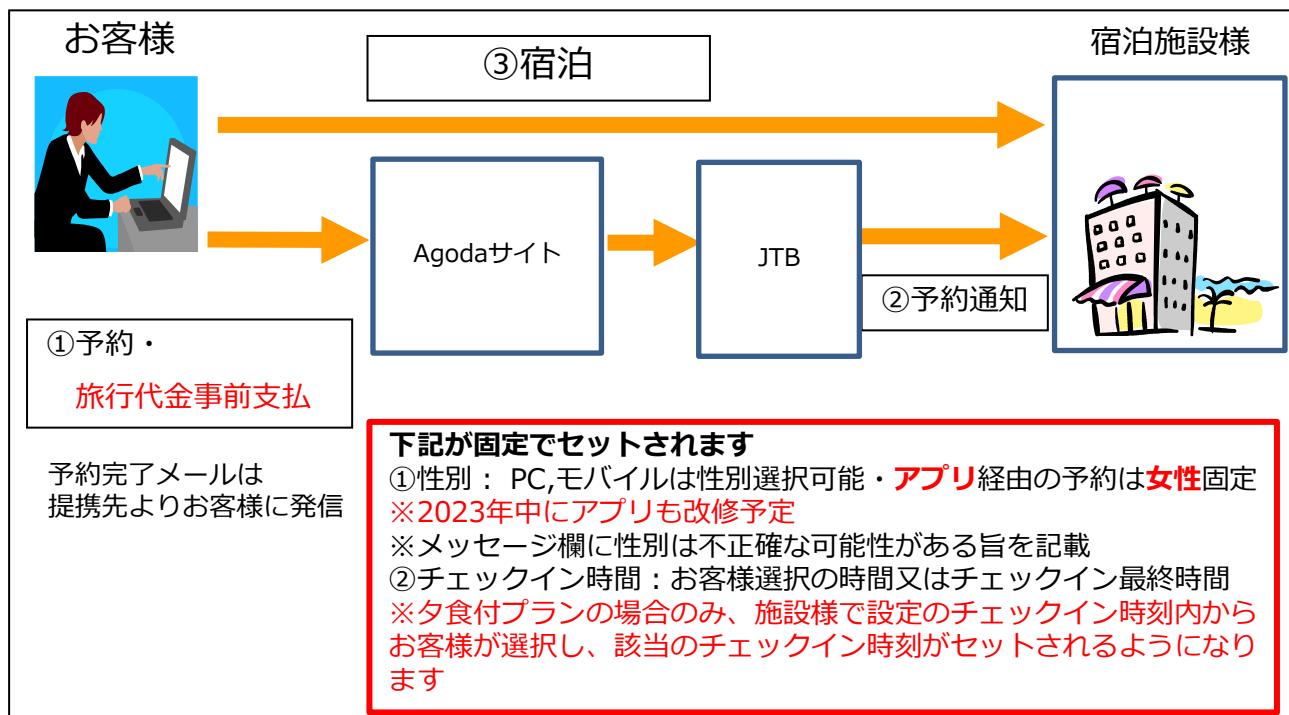 お客様
③宿泊
宿泊施設様
Agodaサイト
JTB
②予約通知
①予約・
旅行代金事前支払
予約完了メールは
提携先よりお客様に発信
下記が固定でセットされます
①性別： PC,モバイルは性別選択可能・アプリ経由の予約は女性固定
※2023年中にアプリも改修予定
※メッセージ欄に性別は不正確な可能性がある旨を記載
②チェックイン時間：お客様選択の時間又はチェックイン最終時間
※夕食付プランの場合のみ、施設様で設定のチェックイン時刻内から
お客様が選択し、該当のチェックイン時刻がセットされるようになり
ます